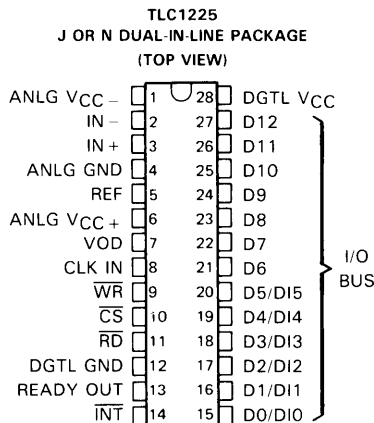 TLC1225
J OR N DUAL-IN-LINE PACKAGE
(TOP VIEW)
ANLG VCC − 1 28 DGTL VCC
IN − 2 27 D12
IN + 3 26 D11
ANLG GND 4 25 D10
REF 5 24 D9
ANLG VCC + 6 23 D8
VOD 7 22 D7
CLK IN 8 21 D6
WR 9 20 D5/DI5
CS 10 19 D4/DI4
RD 11 18 D3/DI3
DGTL GND 12 17 D2/DI2
READY OUT 13 16 D1/DI1
INT 14 15 D0/DI0
I/O
BUS